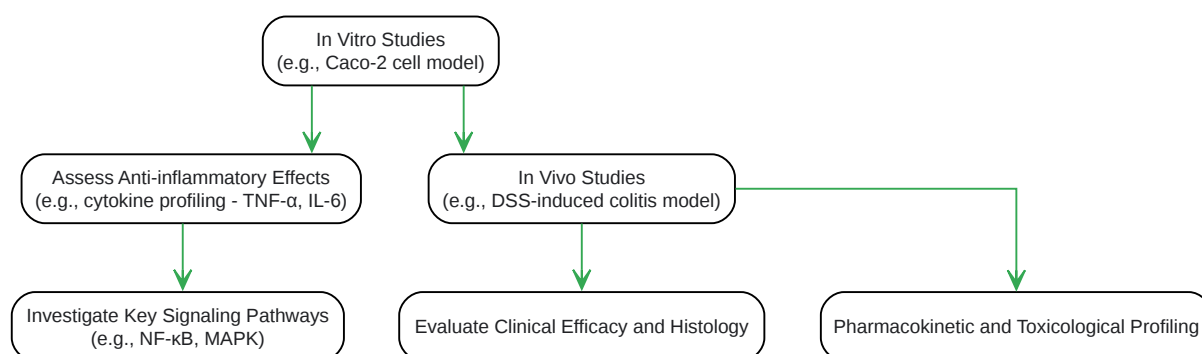 In Vitro Studies
(e.g., Caco-2 cell model)
Assess Anti-inflammatory Effects
(e.g., cytokine profiling - TNF-α, IL-6)
In Vivo Studies
(e.g., DSS-induced colitis model)
Investigate Key Signaling Pathways
(e.g., NF-κB, MAPK)
Evaluate Clinical Efficacy and Histology
Pharmacokinetic and Toxicological Profiling